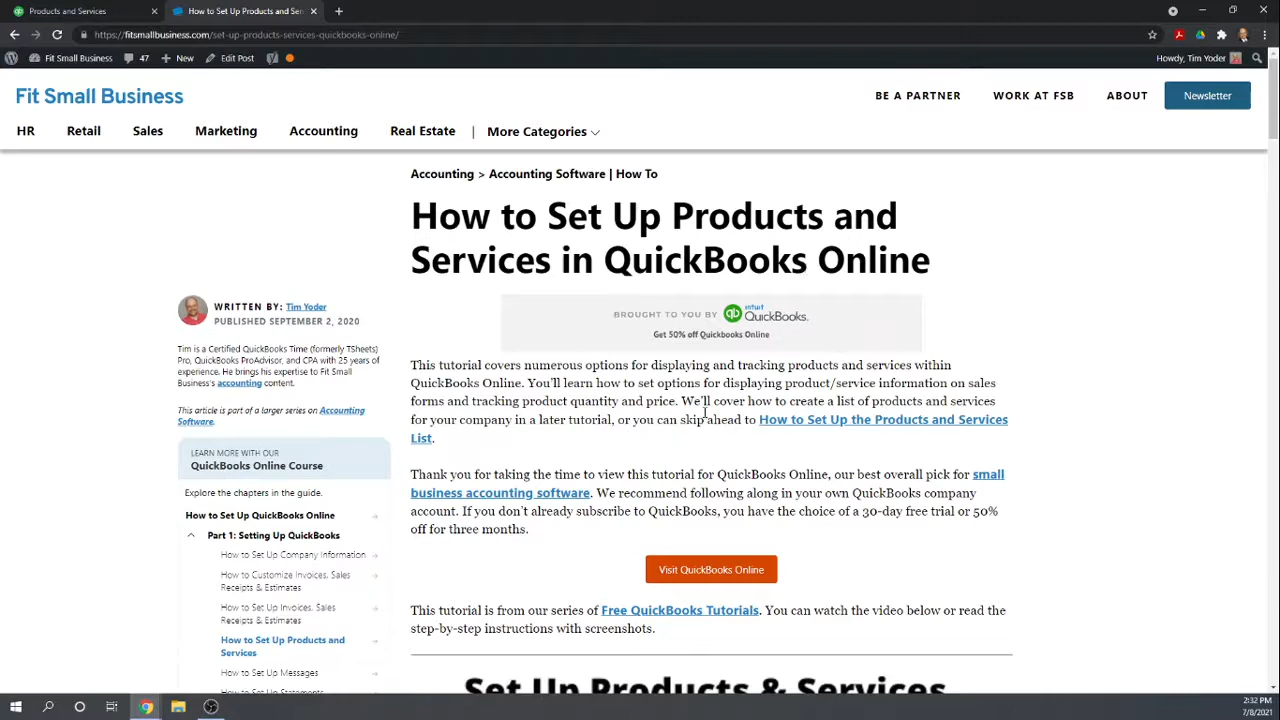 Products and Services
How to Set Up Products and Ser
https://fitsmallbusiness.com/set-up-products-services-quickbooks-online/
Fit Small Business
47
New
Edit Post
Howdy, Tim Yoder
Fit Small Business
BE A PARTNER
WORK AT FSB
ABOUT
Newsletter
HR
Retail
Sales
Marketing
Accounting
Real Estate
|
More Categories
Accounting > Accounting Software | How To
How to Set Up Products and
Services in QuickBooks Online
WRITTEN BY: Tim Yoder
PUBLISHED SEPTEMBER 2, 2020
Tim is a Certified QuickBooks Time (formerly TSheets)
Pro, QuickBooks ProAdvisor, and CPA with 25 years of
experience. He brings his expertise to Fit Small
Business's accounting content.
This article is part of a larger series on Accounting
Software.
LEARN MORE WITH OUR
QuickBooks Online Course
Explore the chapters in the guide.
How to Set Up QuickBooks Online
Part 1: Setting Up QuickBooks
How to Set Up Company Information
How to Customize Invoices, Sales
Receipts & Estimates
How to Set Up Invoices, Sales
Receipts & Estimates
How to Set Up Products and
Services
How to Set Up Messages
How to Set Up Statements
BROUGHT TO YOU BY qb intuit QuickBooks.
Get 50% off Quickbooks Online
This tutorial covers numerous options for displaying and tracking products and services within
QuickBooks Online. You'll learn how to set options for displaying product/service information on sales
forms and tracking product quantity and price. We'll cover how to create a list of products and services
for your company in a later tutorial, or you can skip ahead to How to Set Up the Products and Services
List.
Thank you for taking the time to view this tutorial for QuickBooks Online, our best overall pick for small
business accounting software. We recommend following along in your own QuickBooks company
account. If you don't already subscribe to QuickBooks, you have the choice of a 30-day free trial or 50%
off for three months.
Visit QuickBooks Online
This tutorial is from our series of Free QuickBooks Tutorials. You can watch the video below or read the
step-by-step instructions with screenshots.
Set Up Products & Services
2:32 PM
7/8/2021